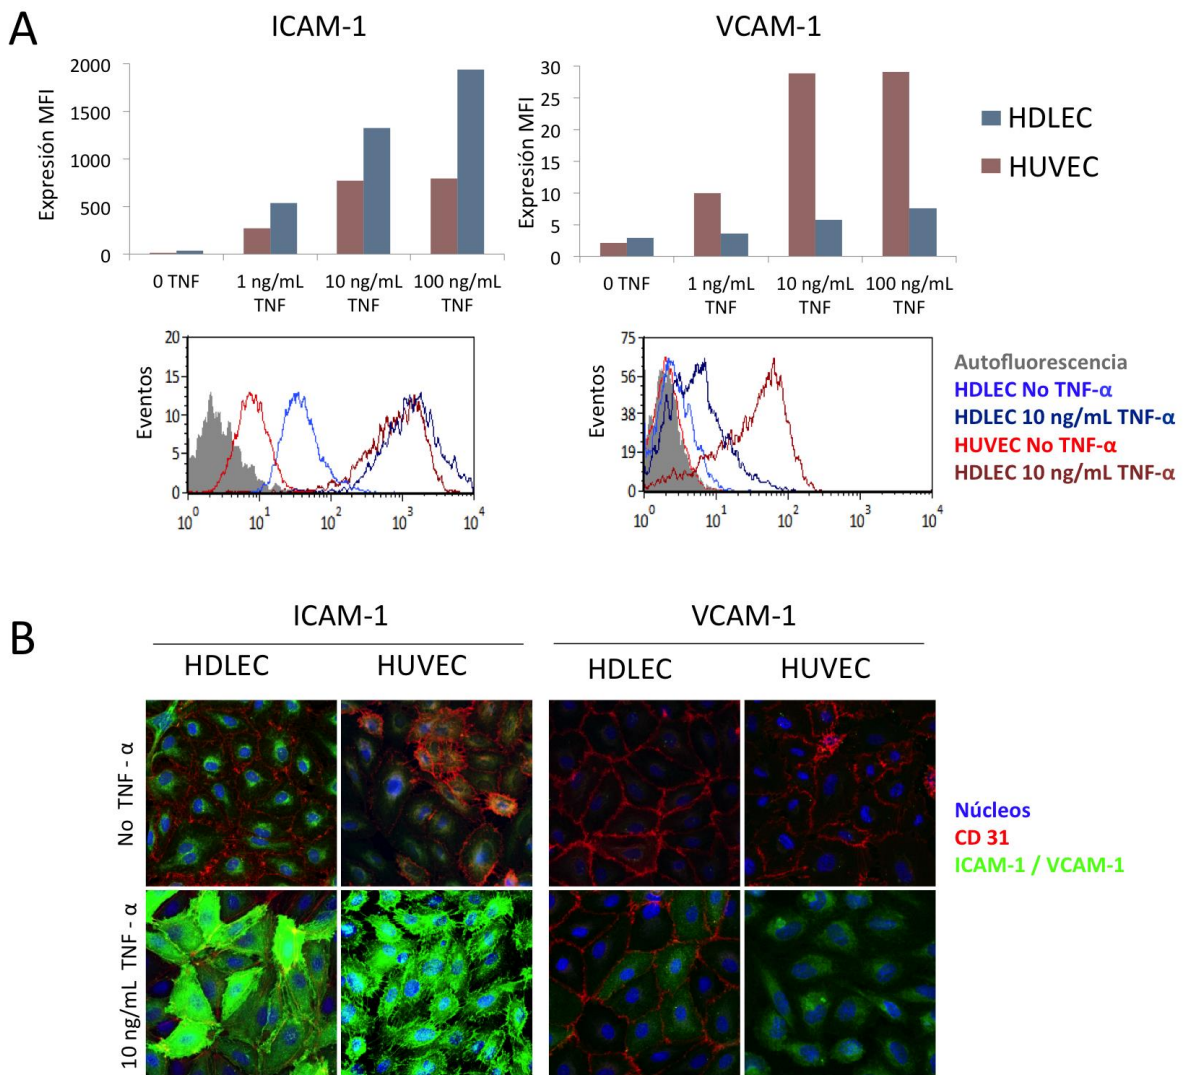 A
ICAM-1
VCAM-1
Expresión MFI
2000
1500
1000
500
0
0 TNF
1 ng/mL TNF
10 ng/mL TNF
100 ng/mL TNF
Expresión MFI
30
25
20
15
10
5
0
0 TNF
1 ng/mL TNF
10 ng/mL TNF
100 ng/mL TNF
HDLEC
HUVEC
Eventos
20
15
10
5
0
10^0
10^1
10^2
10^3
10^4
Eventos
75
56
38
19
0
10^0
10^1
10^2
10^3
10^4
Autofluorescencia
HDLEC No TNF-α
HDLEC 10 ng/mL TNF-α
HUVEC No TNF-α
HDLEC 10 ng/mL TNF-α
B
ICAM-1
VCAM-1
HDLEC
HUVEC
HDLEC
HUVEC
No TNF - α
10 ng/mL TNF - α
Núcleos
CD 31
ICAM-1 / VCAM-1